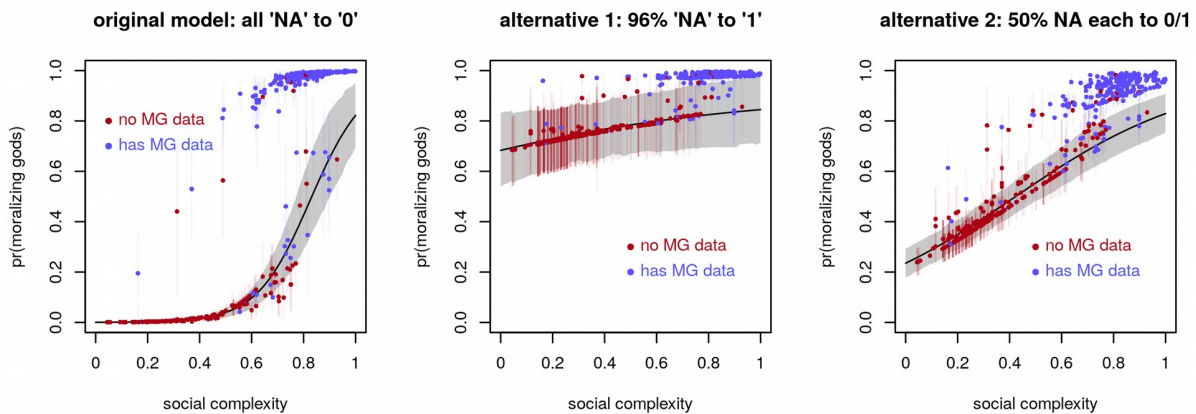 original model: all 'NA' to '0'
pr(moralizing gods)
1.0
0.8
0.6
0.4
0.2
0.0
no MG data
has MG data
0 0.2 0.4 0.6 0.8 1
social complexity
alternative 1: 96% 'NA' to '1'
pr(moralizing gods)
1.0
0.8
0.6
0.4
0.2
0.0
no MG data
has MG data
0 0.2 0.4 0.6 0.8 1
social complexity
alternative 2: 50% NA each to 0/1
pr(moralizing gods)
1.0
0.8
0.6
0.4
0.2
0.0
no MG data
has MG data
0 0.2 0.4 0.6 0.8 1
social complexity